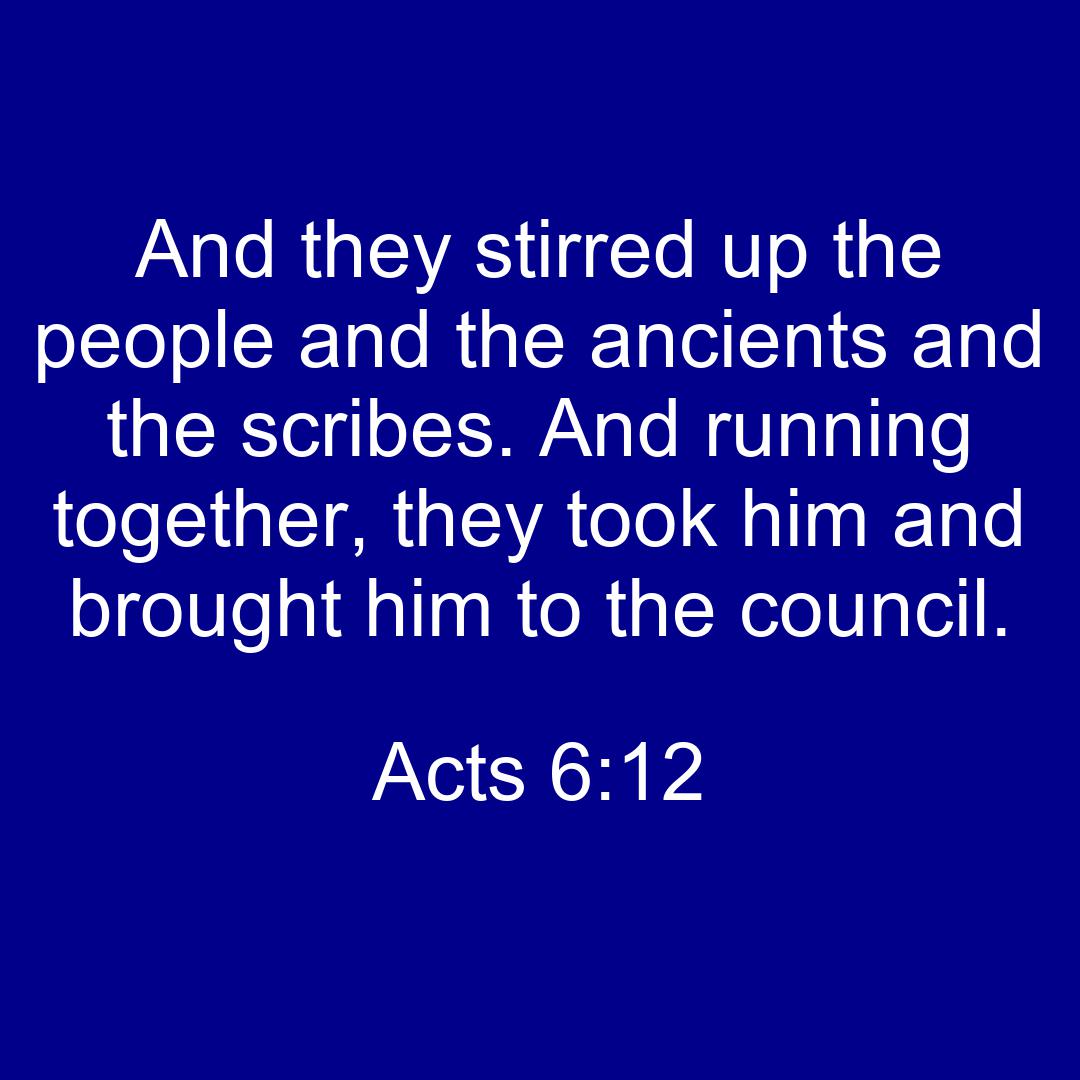 And they stirred up the
people and the ancients and
the scribes. And running
together, they took him and
brought him to the council.
Acts 6:12